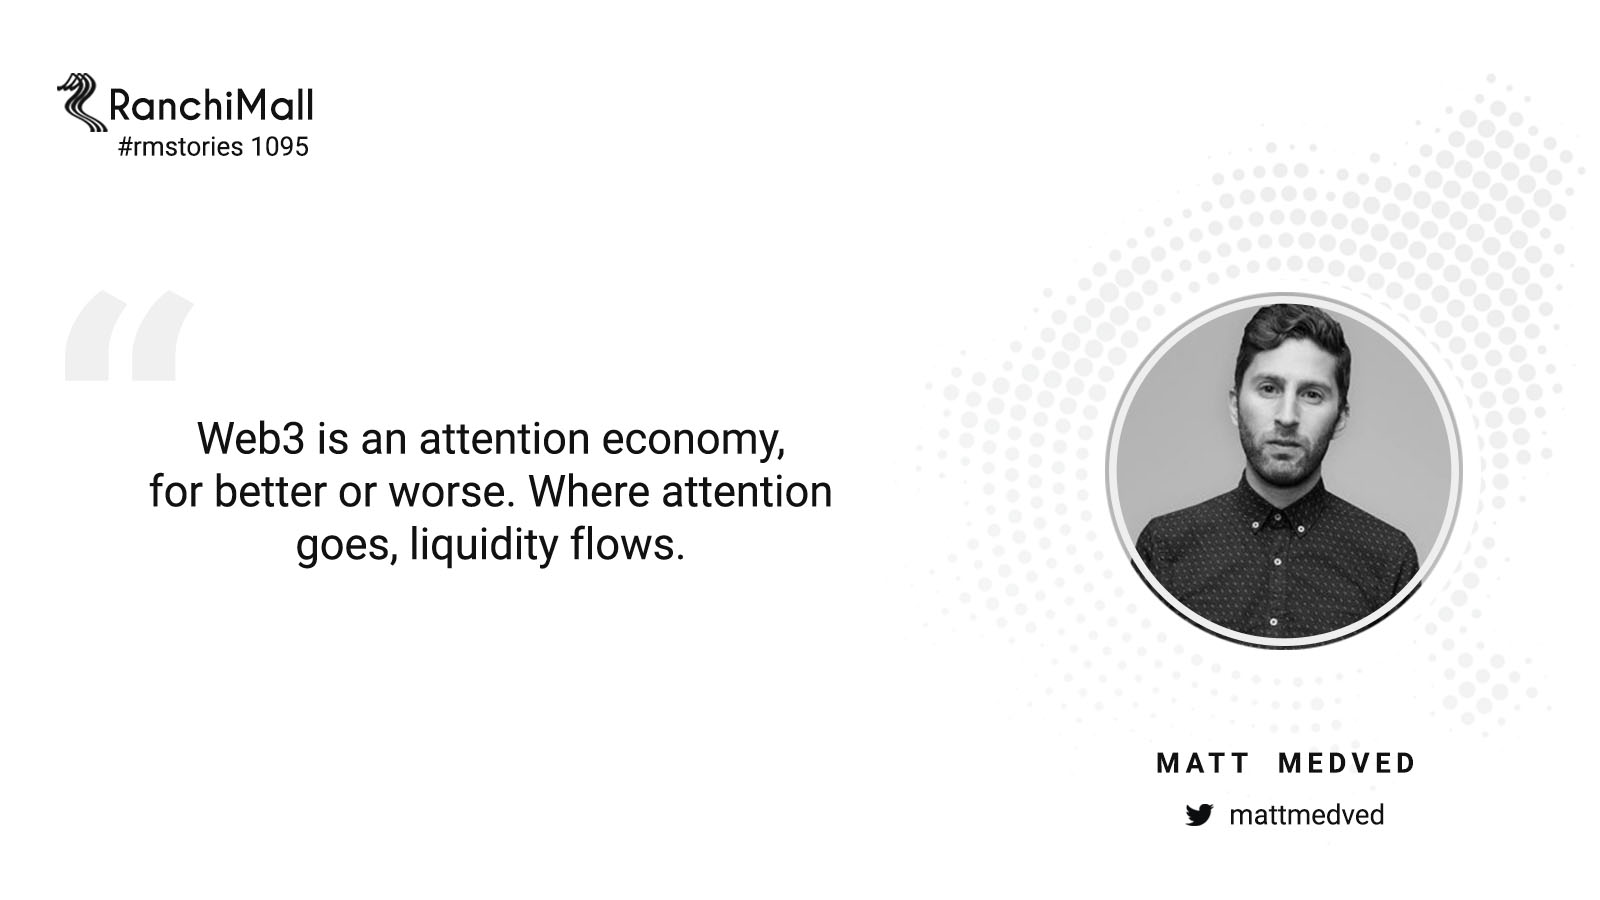 RanchiMall
#rmstories 1095
“
Web3 is an attention economy,
for better or worse. Where attention
goes, liquidity flows.
MATT MEDVED
mattmedved